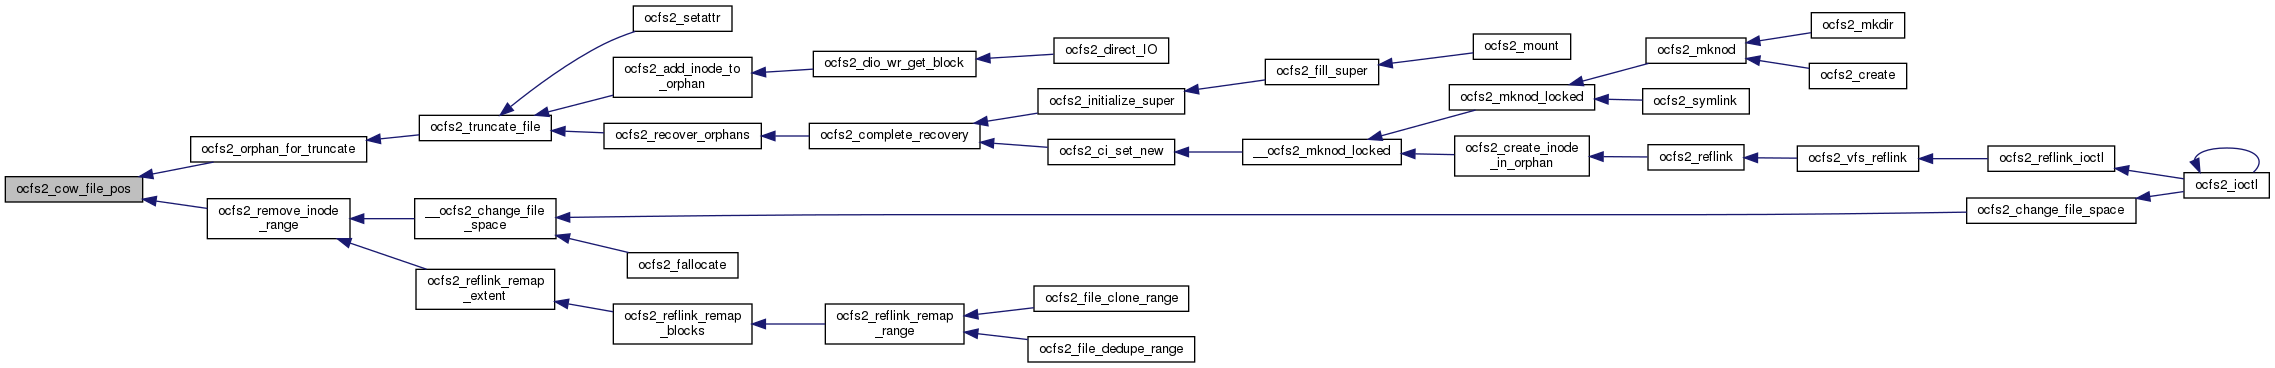 ocfs2_setattr
ocfs2_mkdir
ocfs2_mount
ocfs2_mknod
ocfs2_direct_IO
ocfs2_add_inode_to
_orphan
ocfs2_dio_wr_get_block
ocfs2_fill_super
ocfs2_create
ocfs2_mknod_locked
ocfs2_initialize_super
ocfs2_symlink
ocfs2_truncate_file
ocfs2_recover_orphans
ocfs2_complete_recovery
ocfs2_orphan_for_truncate
ocfs2_ci_set_new
__ocfs2_mknod_locked
ocfs2_create_inode
_in_orphan
ocfs2_reflink
ocfs2_vfs_reflink
ocfs2_reflink_ioctl
ocfs2_ioctl
ocfs2_cow_file_pos
ocfs2_remove_inode
_range
__ocfs2_change_file
_space
ocfs2_change_file_space
ocfs2_fallocate
ocfs2_reflink_remap
_extent
ocfs2_file_clone_range
ocfs2_reflink_remap
_blocks
ocfs2_reflink_remap
_range
ocfs2_file_dedupe_range